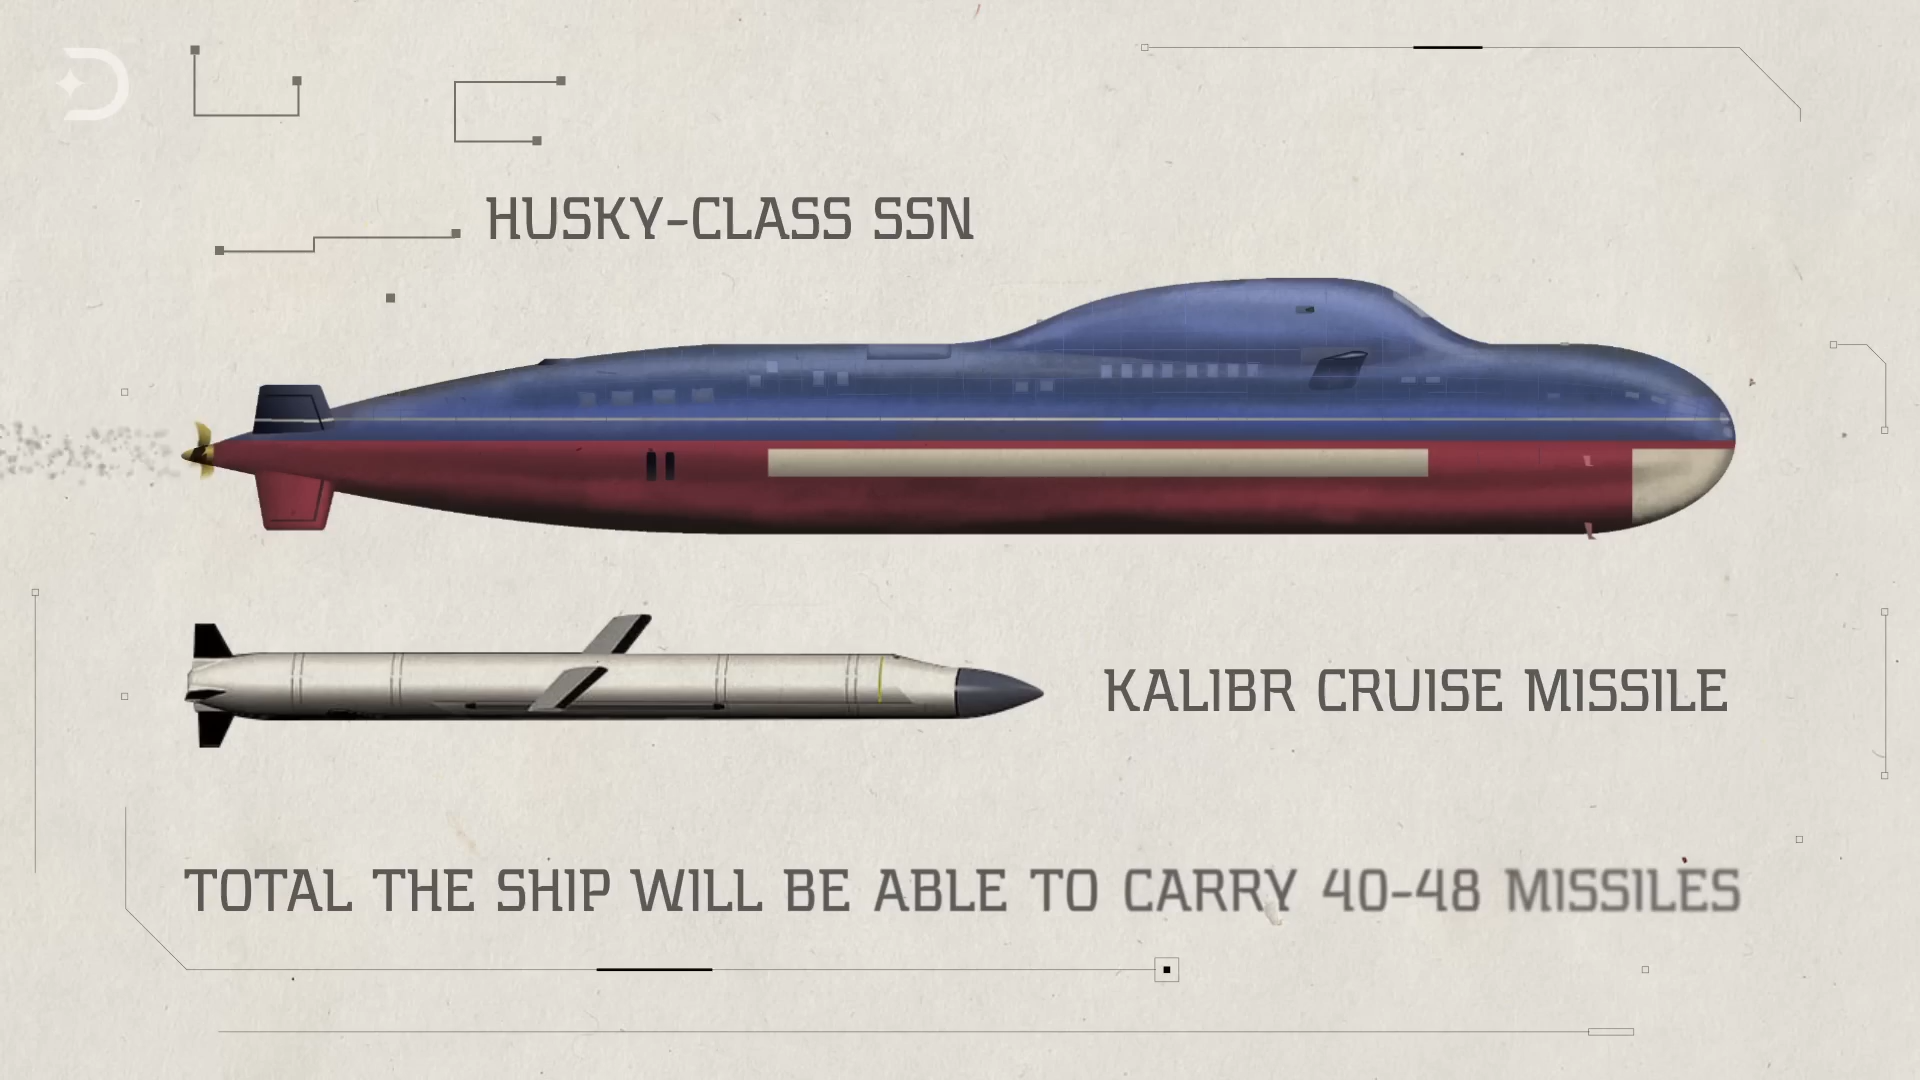 HUSKY-CLASS SSN
KALIBR CRUISE MISSILE
TOTAL THE SHIP WILL BE ABLE TO CARRY 40-48 MISSILES